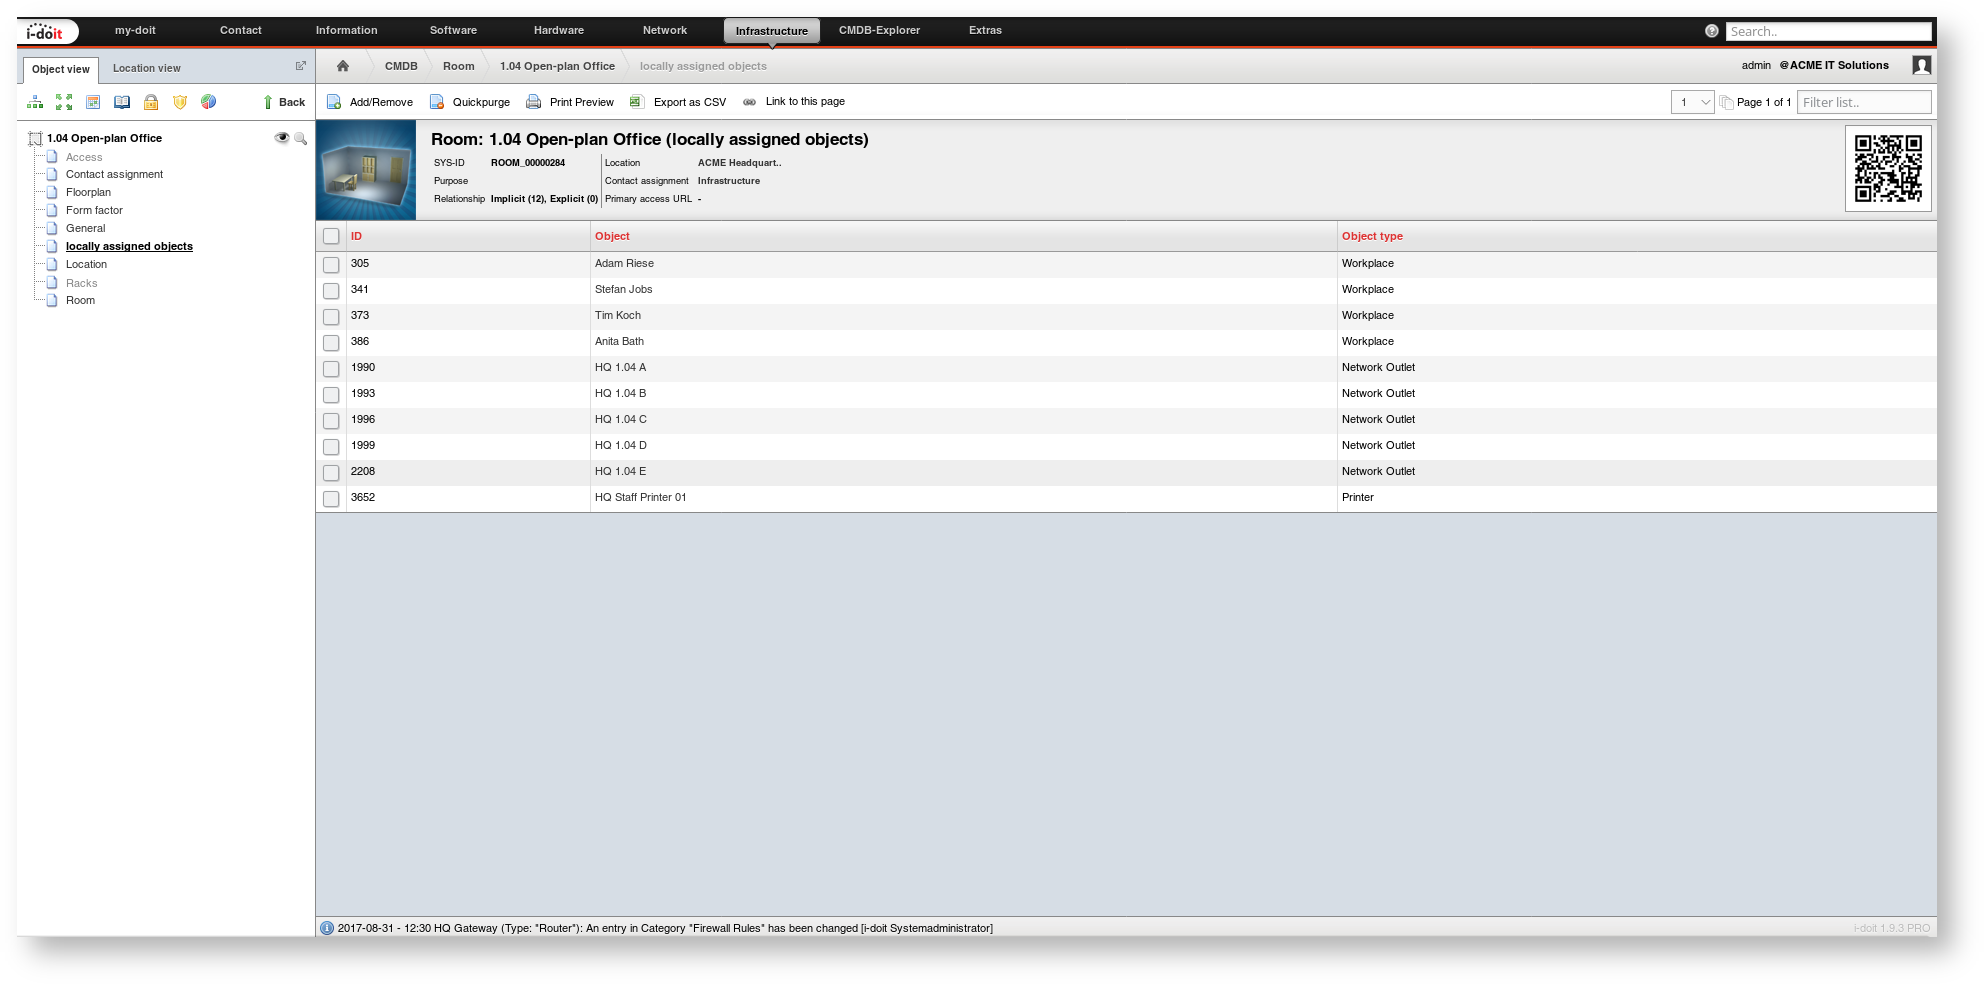 i-doit my-doit Contact Information Software Hardware Network Infrastructure CMDB-Explorer Extras Search..
Object view Location view
CMDB Room 1.04 Open-plan Office locally assigned objects admin @ACME IT Solutions
Back
Add/Remove Quickpurge Print Preview Export as CSV Link to this page 1 Page 1 of 1 Filter list..
1.04 Open-plan Office
Access
Contact assignment
Floorplan
Form factor
General
locally assigned objects
Location
Racks
Room
Room: 1.04 Open-plan Office (locally assigned objects)
SYS-ID ROOM_00000284 Location ACME Headquart..
Purpose Contact assignment Infrastructure
Relationship Implicit (12), Explicit (0) Primary access URL -
ID Object Object type
305 Adam Riese Workplace
341 Stefan Jobs Workplace
373 Tim Koch Workplace
386 Anita Bath Workplace
1990 HQ 1.04 A Network Outlet
1993 HQ 1.04 B Network Outlet
1996 HQ 1.04 C Network Outlet
1999 HQ 1.04 D Network Outlet
2208 HQ 1.04 E Network Outlet
3652 HQ Staff Printer 01 Printer
2017-08-31 - 12:30 HQ Gateway (Type: "Router"): An entry in Category "Firewall Rules" has been changed [i-doit Systemadministrator] i-doit 1.9.3 PRO